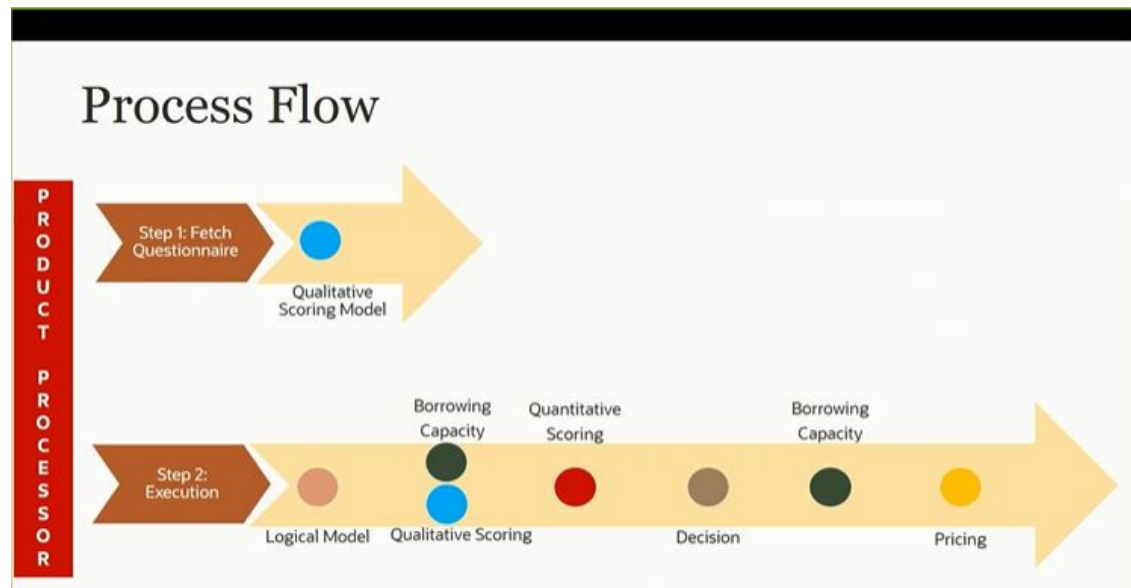 Process Flow
PRODUCT PROCESSOR
Step 1: Fetch
Questionnaire
Qualitative
Scoring Model
Step 2:
Execution
Logical Model
Borrowing
Capacity
Qualitative Scoring
Quantitative
Scoring
Decision
Borrowing
Capacity
Pricing